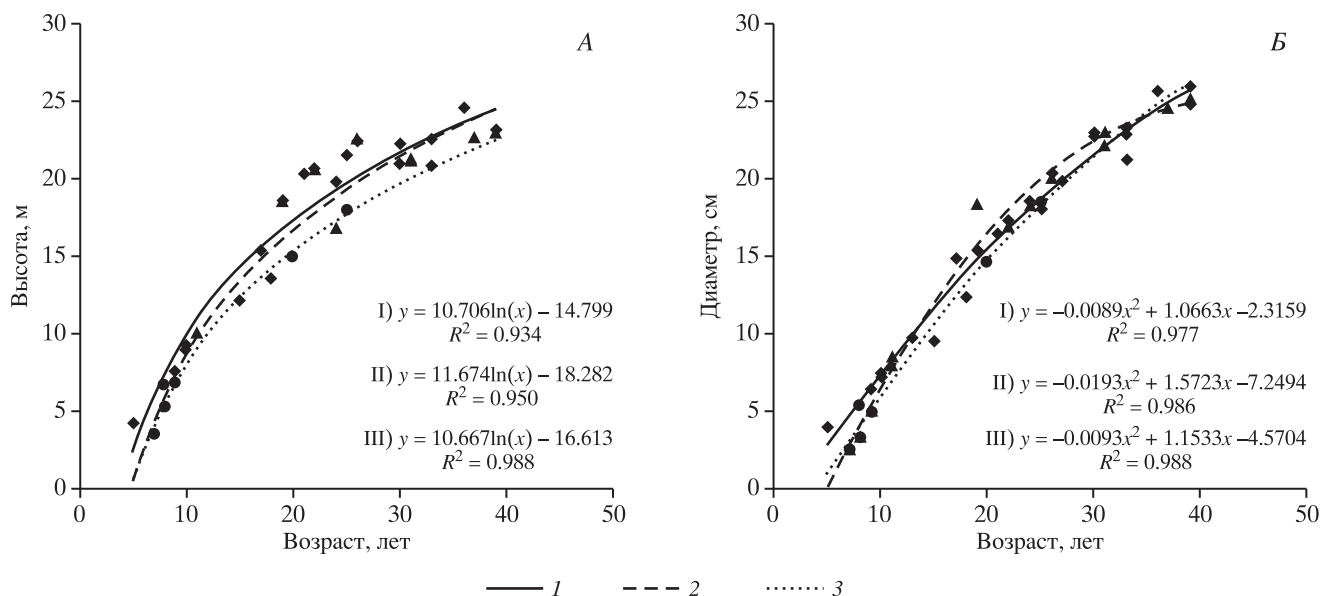 30
25
20
15
10
5
0
Высота, м
А
I) y = 10.706ln(x) − 14.799
R² = 0.934
II) y = 11.674ln(x) − 18.282
R² = 0.950
III) y = 10.667ln(x) − 16.613
R² = 0.988
0 10 20 30 40 50
Возраст, лет
30
25
20
15
10
5
0
Диаметр, см
Б
I) y = −0.0089x² + 1.0663x −2.3159
R² = 0.977
II) y = −0.0193x² + 1.5723x −7.2494
R² = 0.986
III) y = −0.0093x² + 1.1533x −4.5704
R² = 0.988
0 10 20 30 40 50
Возраст, лет
1 2 3